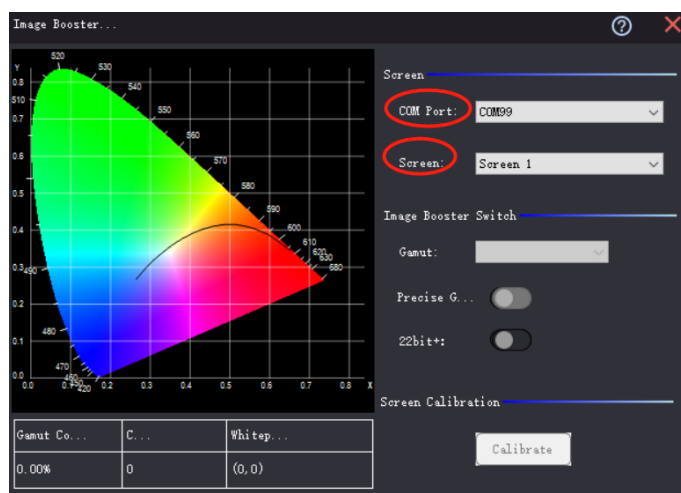 Image Booster...
Screen
COM Port: COM99
Screen: Screen 1
Image Booster Switch
Gamut:
Precise G...
22bit+:
Screen Calibration
Calibrate
Y
0.8
0.7
0.6
0.5
0.4
0.3
0.2
0.1
0.0
0.0 0.2 0.3 0.4 0.5 0.6 0.7 0.8 X
510
520
530
540
550
560
570
580
590
600
610
620
630
680
490
480
470
420
Gamut Co... C... Whitep...
0.00% 0 (0,0)